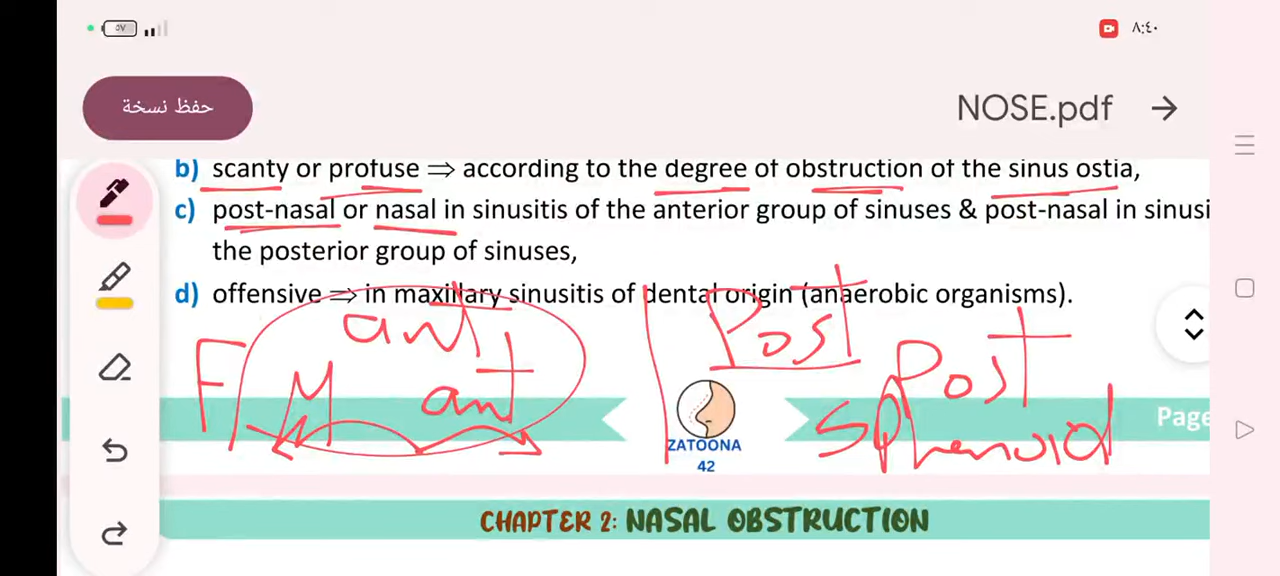 ٥٧
٨:٤٠
حفظ نسخة
NOSE.pdf
b) scanty or profuse ⇒ according to the degree of obstruction of the sinus ostia,
c) post-nasal or nasal in sinusitis of the anterior group of sinuses & post-nasal in sinusi
the posterior group of sinuses,
d) offensive ⇒ in maxillary sinusitis of dental origin (anaerobic organisms).
ant Post
F M ant Post
sphenoid
Page
ZATOONA
42
CHAPTER 2: NASAL OBSTRUCTION